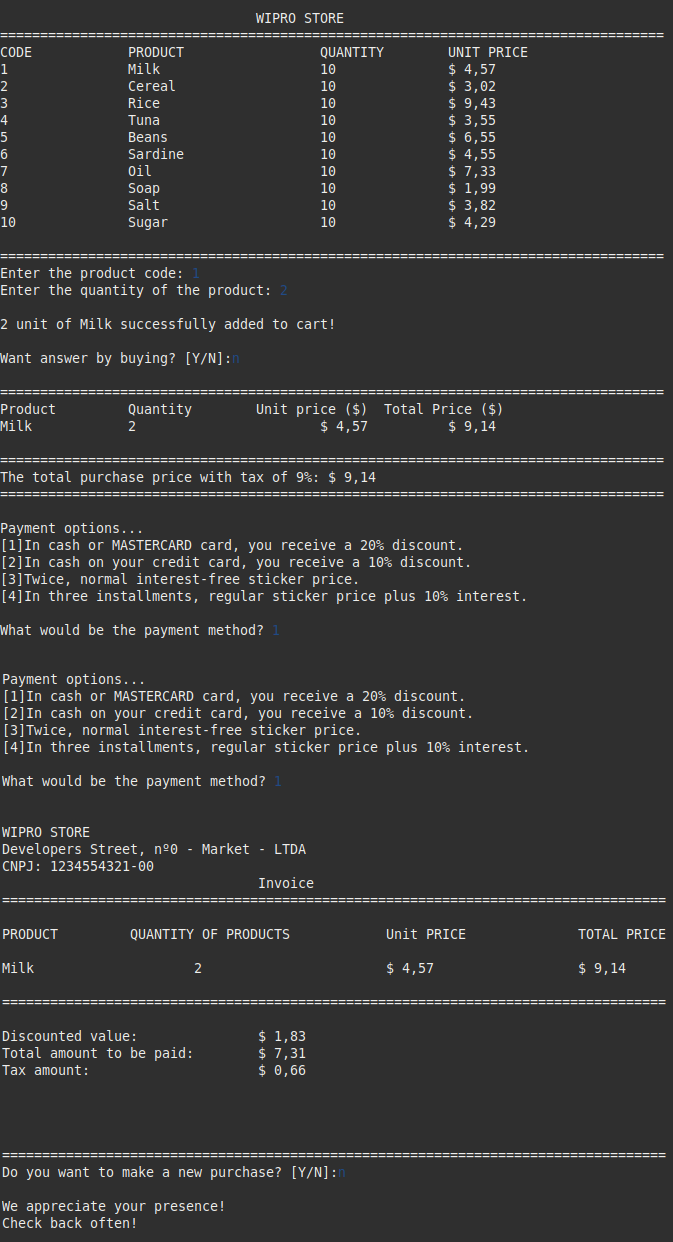 WIPRO STORE
===================================================================================
CODE PRODUCT QUANTITY UNIT PRICE
1 Milk 10 $ 4,57
2 Cereal 10 $ 3,02
3 Rice 10 $ 9,43
4 Tuna 10 $ 3,55
5 Beans 10 $ 6,55
6 Sardine 10 $ 4,55
7 Oil 10 $ 7,33
8 Soap 10 $ 1,99
9 Salt 10 $ 3,82
10 Sugar 10 $ 4,29
===================================================================================
Enter the product code: 1
Enter the quantity of the product: 2
2 unit of Milk successfully added to cart!
Want answer by buying? [Y/N]:n
===================================================================================
Product Quantity Unit price ($) Total Price ($)
Milk 2 $ 4,57 $ 9,14
===================================================================================
The total purchase price with tax of 9%: $ 9,14
===================================================================================
Payment options...
[1]In cash or MASTERCARD card, you receive a 20% discount.
[2]In cash on your credit card, you receive a 10% discount.
[3]Twice, normal interest-free sticker price.
[4]In three installments, regular sticker price plus 10% interest.
What would be the payment method? 1
Payment options...
[1]In cash or MASTERCARD card, you receive a 20% discount.
[2]In cash on your credit card, you receive a 10% discount.
[3]Twice, normal interest-free sticker price.
[4]In three installments, regular sticker price plus 10% interest.
What would be the payment method? 1
WIPRO STORE
Developers Street, nº0 - Market - LTDA
CNPJ: 1234554321-00
Invoice
===================================================================================
PRODUCT QUANTITY OF PRODUCTS Unit PRICE TOTAL PRICE
Milk 2 $ 4,57 $ 9,14
===================================================================================
Discounted value: $ 1,83
Total amount to be paid: $ 7,31
Tax amount: $ 0,66
===================================================================================
Do you want to make a new purchase? [Y/N]:n
We appreciate your presence!
Check back often!